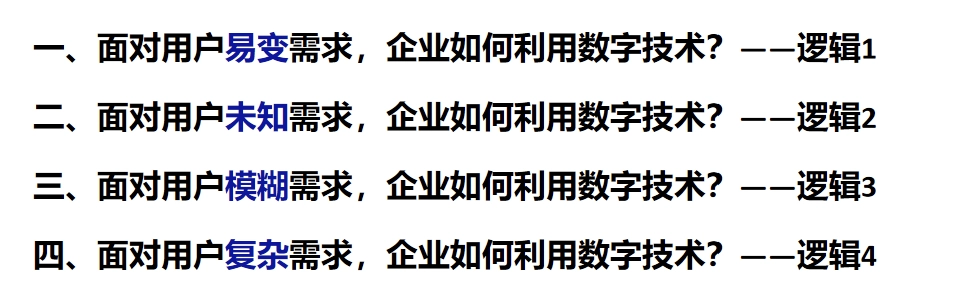 一、面对用户易变需求，企业如何利用数字技术？——逻辑1
二、面对用户未知需求，企业如何利用数字技术？——逻辑2
三、面对用户模糊需求，企业如何利用数字技术？——逻辑3
四、面对用户复杂需求，企业如何利用数字技术？——逻辑4